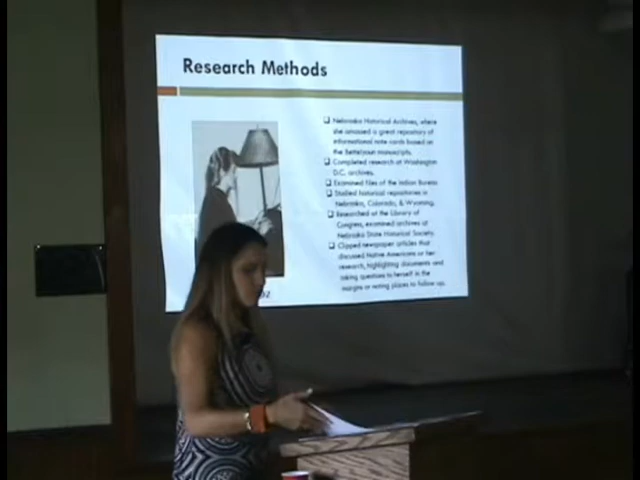 Research Methods
❑ Nebraska Historical Archives, where
she amassed a great repository of
informational note cards based on
the Bettelyoun manuscripts.
❑ Completed research at Washington
D.C. archives.
❑ Examined files of the Indian Bureau
❑ Studied historical repositories in
Nebraska, Colorado, & Wyoming.
❑ Researched at the Library of
Congress, examined archives at
Nebraska State Historical Society.
❑ Clipped newspaper articles that
discussed Native Americans or her
research, highlighting documents and
asking questions to herself in the
margin or noting places to follow up.